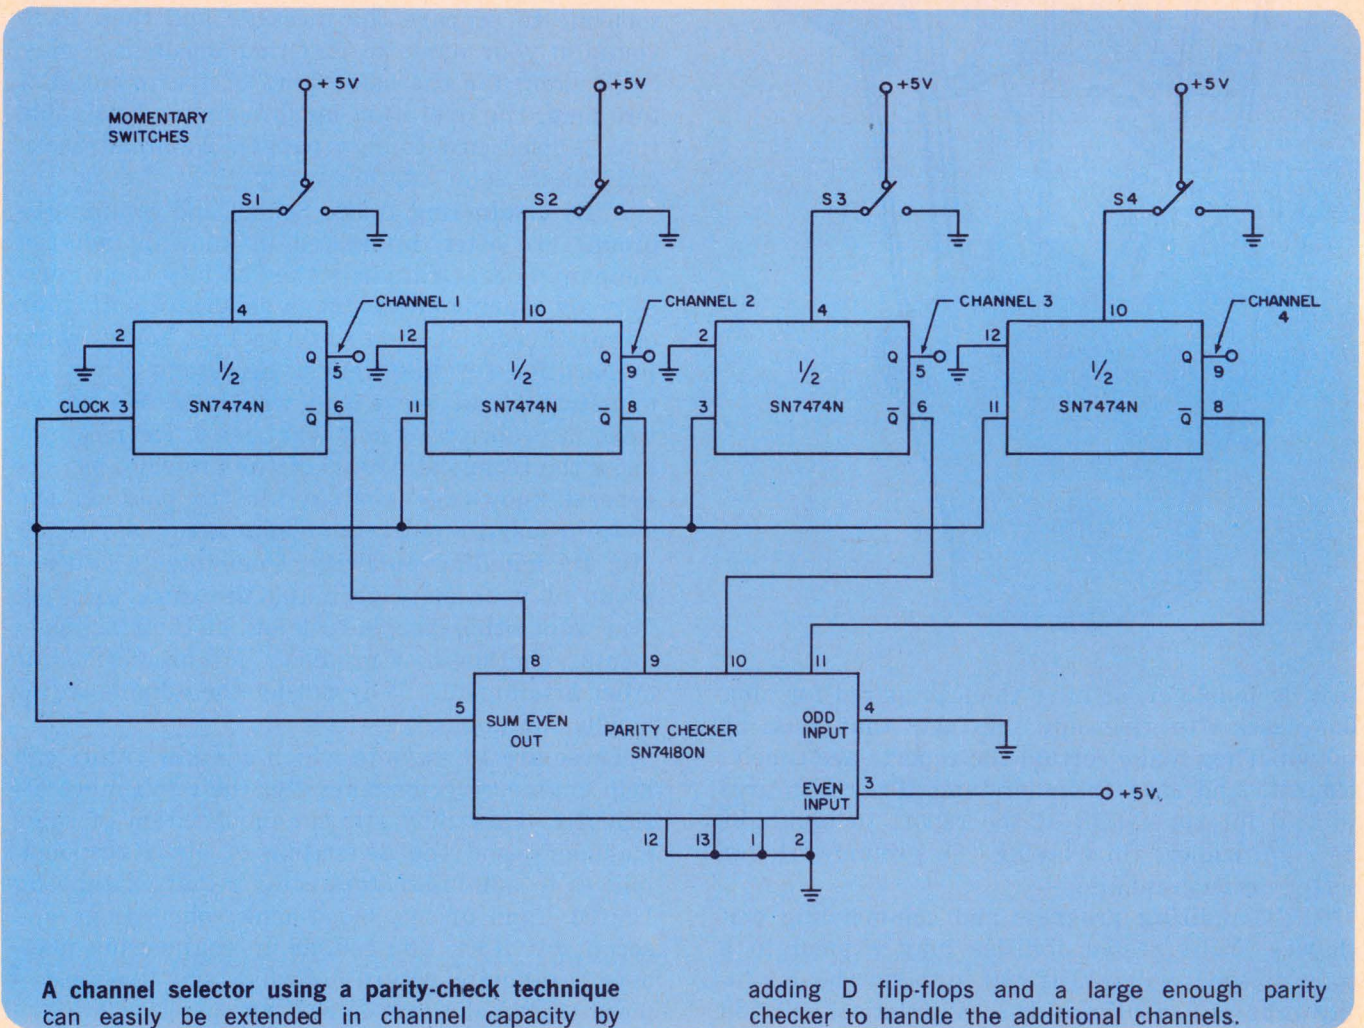 +5V
+5V
+5V
+5V
MOMENTARY
SWITCHES
S1
S2
S3
S4
4
10
4
10
CHANNEL 1
CHANNEL 2
CHANNEL 3
CHANNEL
4
2
12
2
12
Q
Q
Q
Q
5
9
5
9
1/2
1/2
1/2
1/2
SN7474N
SN7474N
SN7474N
SN7474N
CLOCK 3
11
3
11
Q̅
Q̅
Q̅
Q̅
6
8
6
8
8
9
10
11
5
SUM EVEN
OUT
PARITY CHECKER
SN74180N
ODD
INPUT
4
EVEN
INPUT
3
+5V
12
13
1
2
A channel selector using a parity-check technique
can easily be extended in channel capacity by
adding D flip-flops and a large enough parity
checker to handle the additional channels.